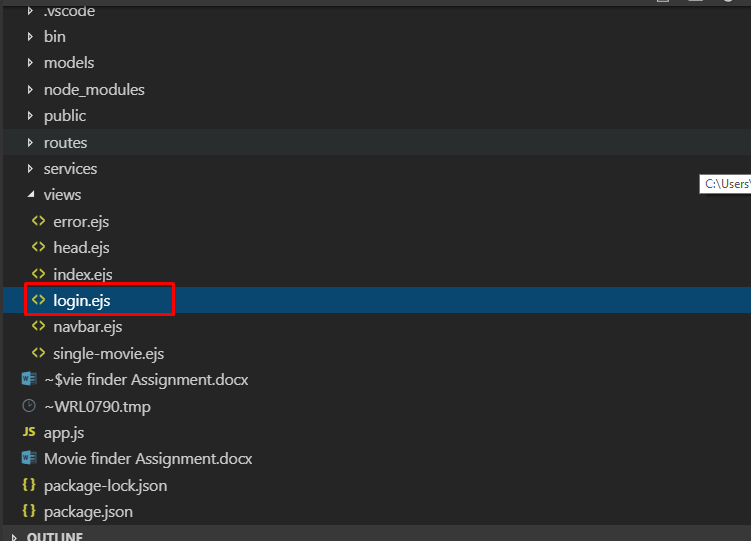 .vscode
bin
models
node_modules
public
routes
services
C:\Users\
views
error.ejs
head.ejs
index.ejs
login.ejs
navbar.ejs
single-movie.ejs
~$vie finder Assignment.docx
~WRL0790.tmp
JS app.js
Movie finder Assignment.docx
{ } package-lock.json
{ } package.json
OUTLINE